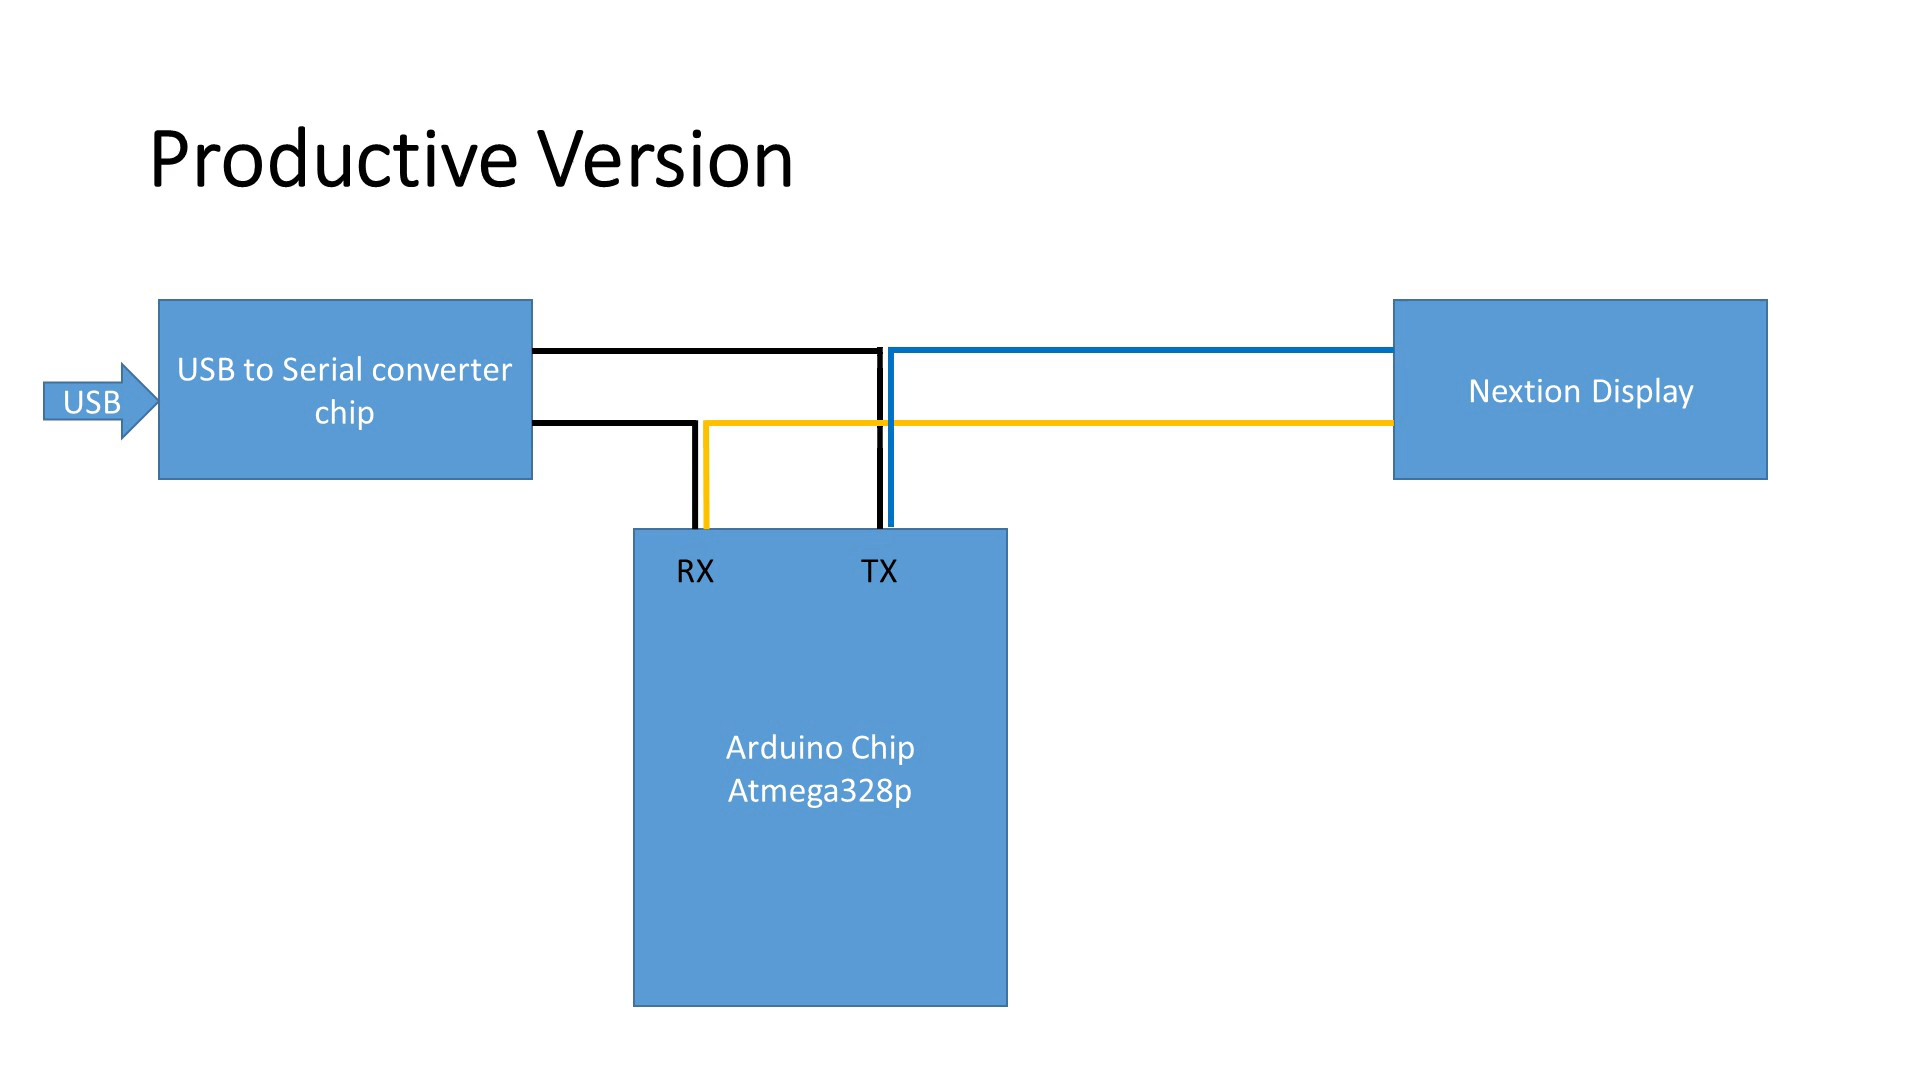 Productive Version
USB
USB to Serial converter
chip
Nextion Display
RX
TX
Arduino Chip
Atmega328p